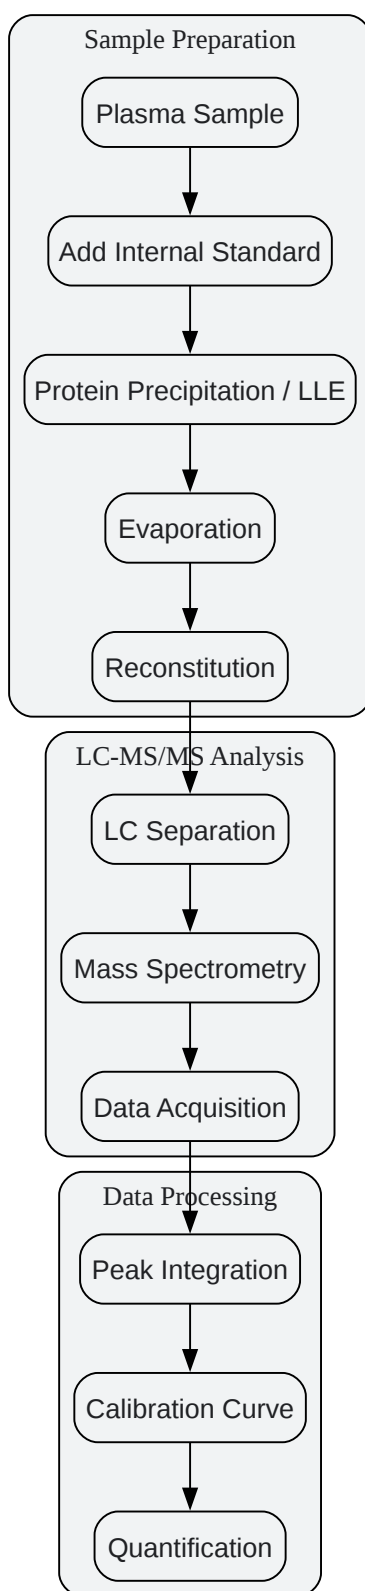 Sample Preparation
Plasma Sample
Add Internal Standard
Protein Precipitation / LLE
Evaporation
Reconstitution
LC-MS/MS Analysis
LC Separation
Mass Spectrometry
Data Acquisition
Data Processing
Peak Integration
Calibration Curve
Quantification